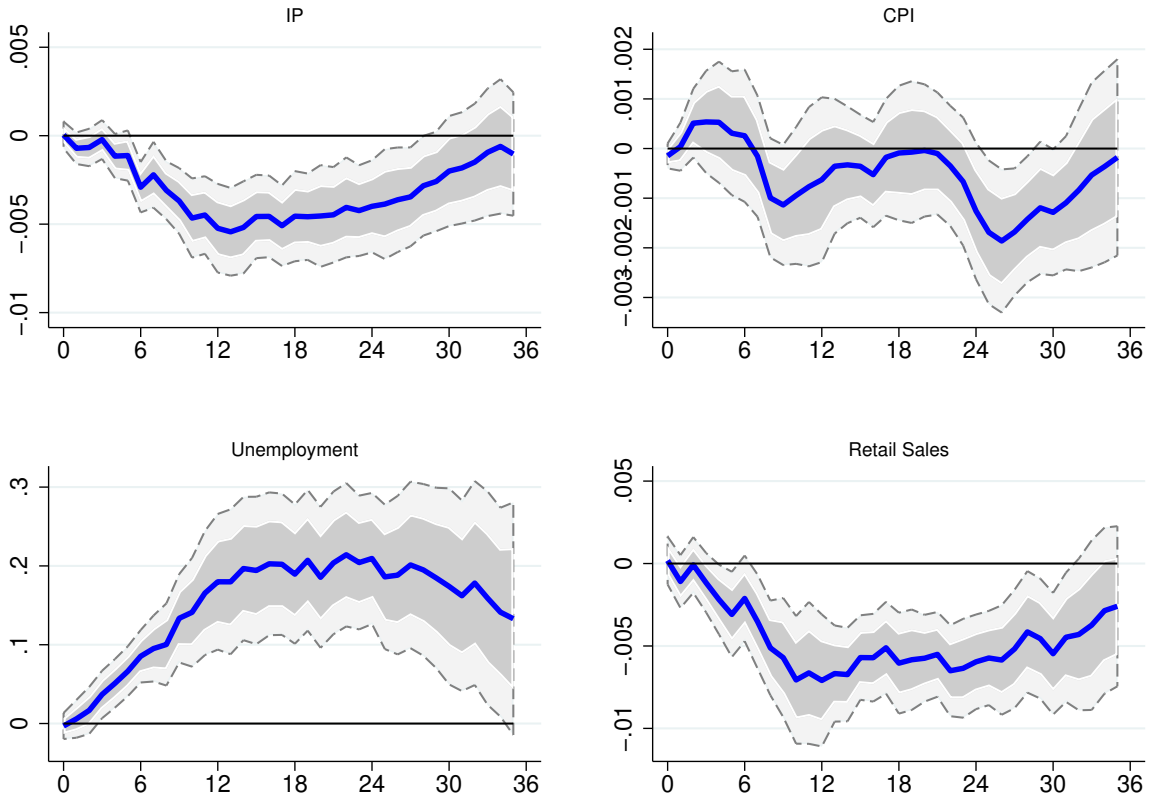 IP
.005
0
-.005
-.01
0 6 12 18 24 30 36
CPI
.002
.001
0
-.001
-.002
-.003
0 6 12 18 24 30 36
Unemployment
.3
.2
.1
0
0 6 12 18 24 30 36
Retail Sales
.005
0
-.005
-.01
0 6 12 18 24 30 36